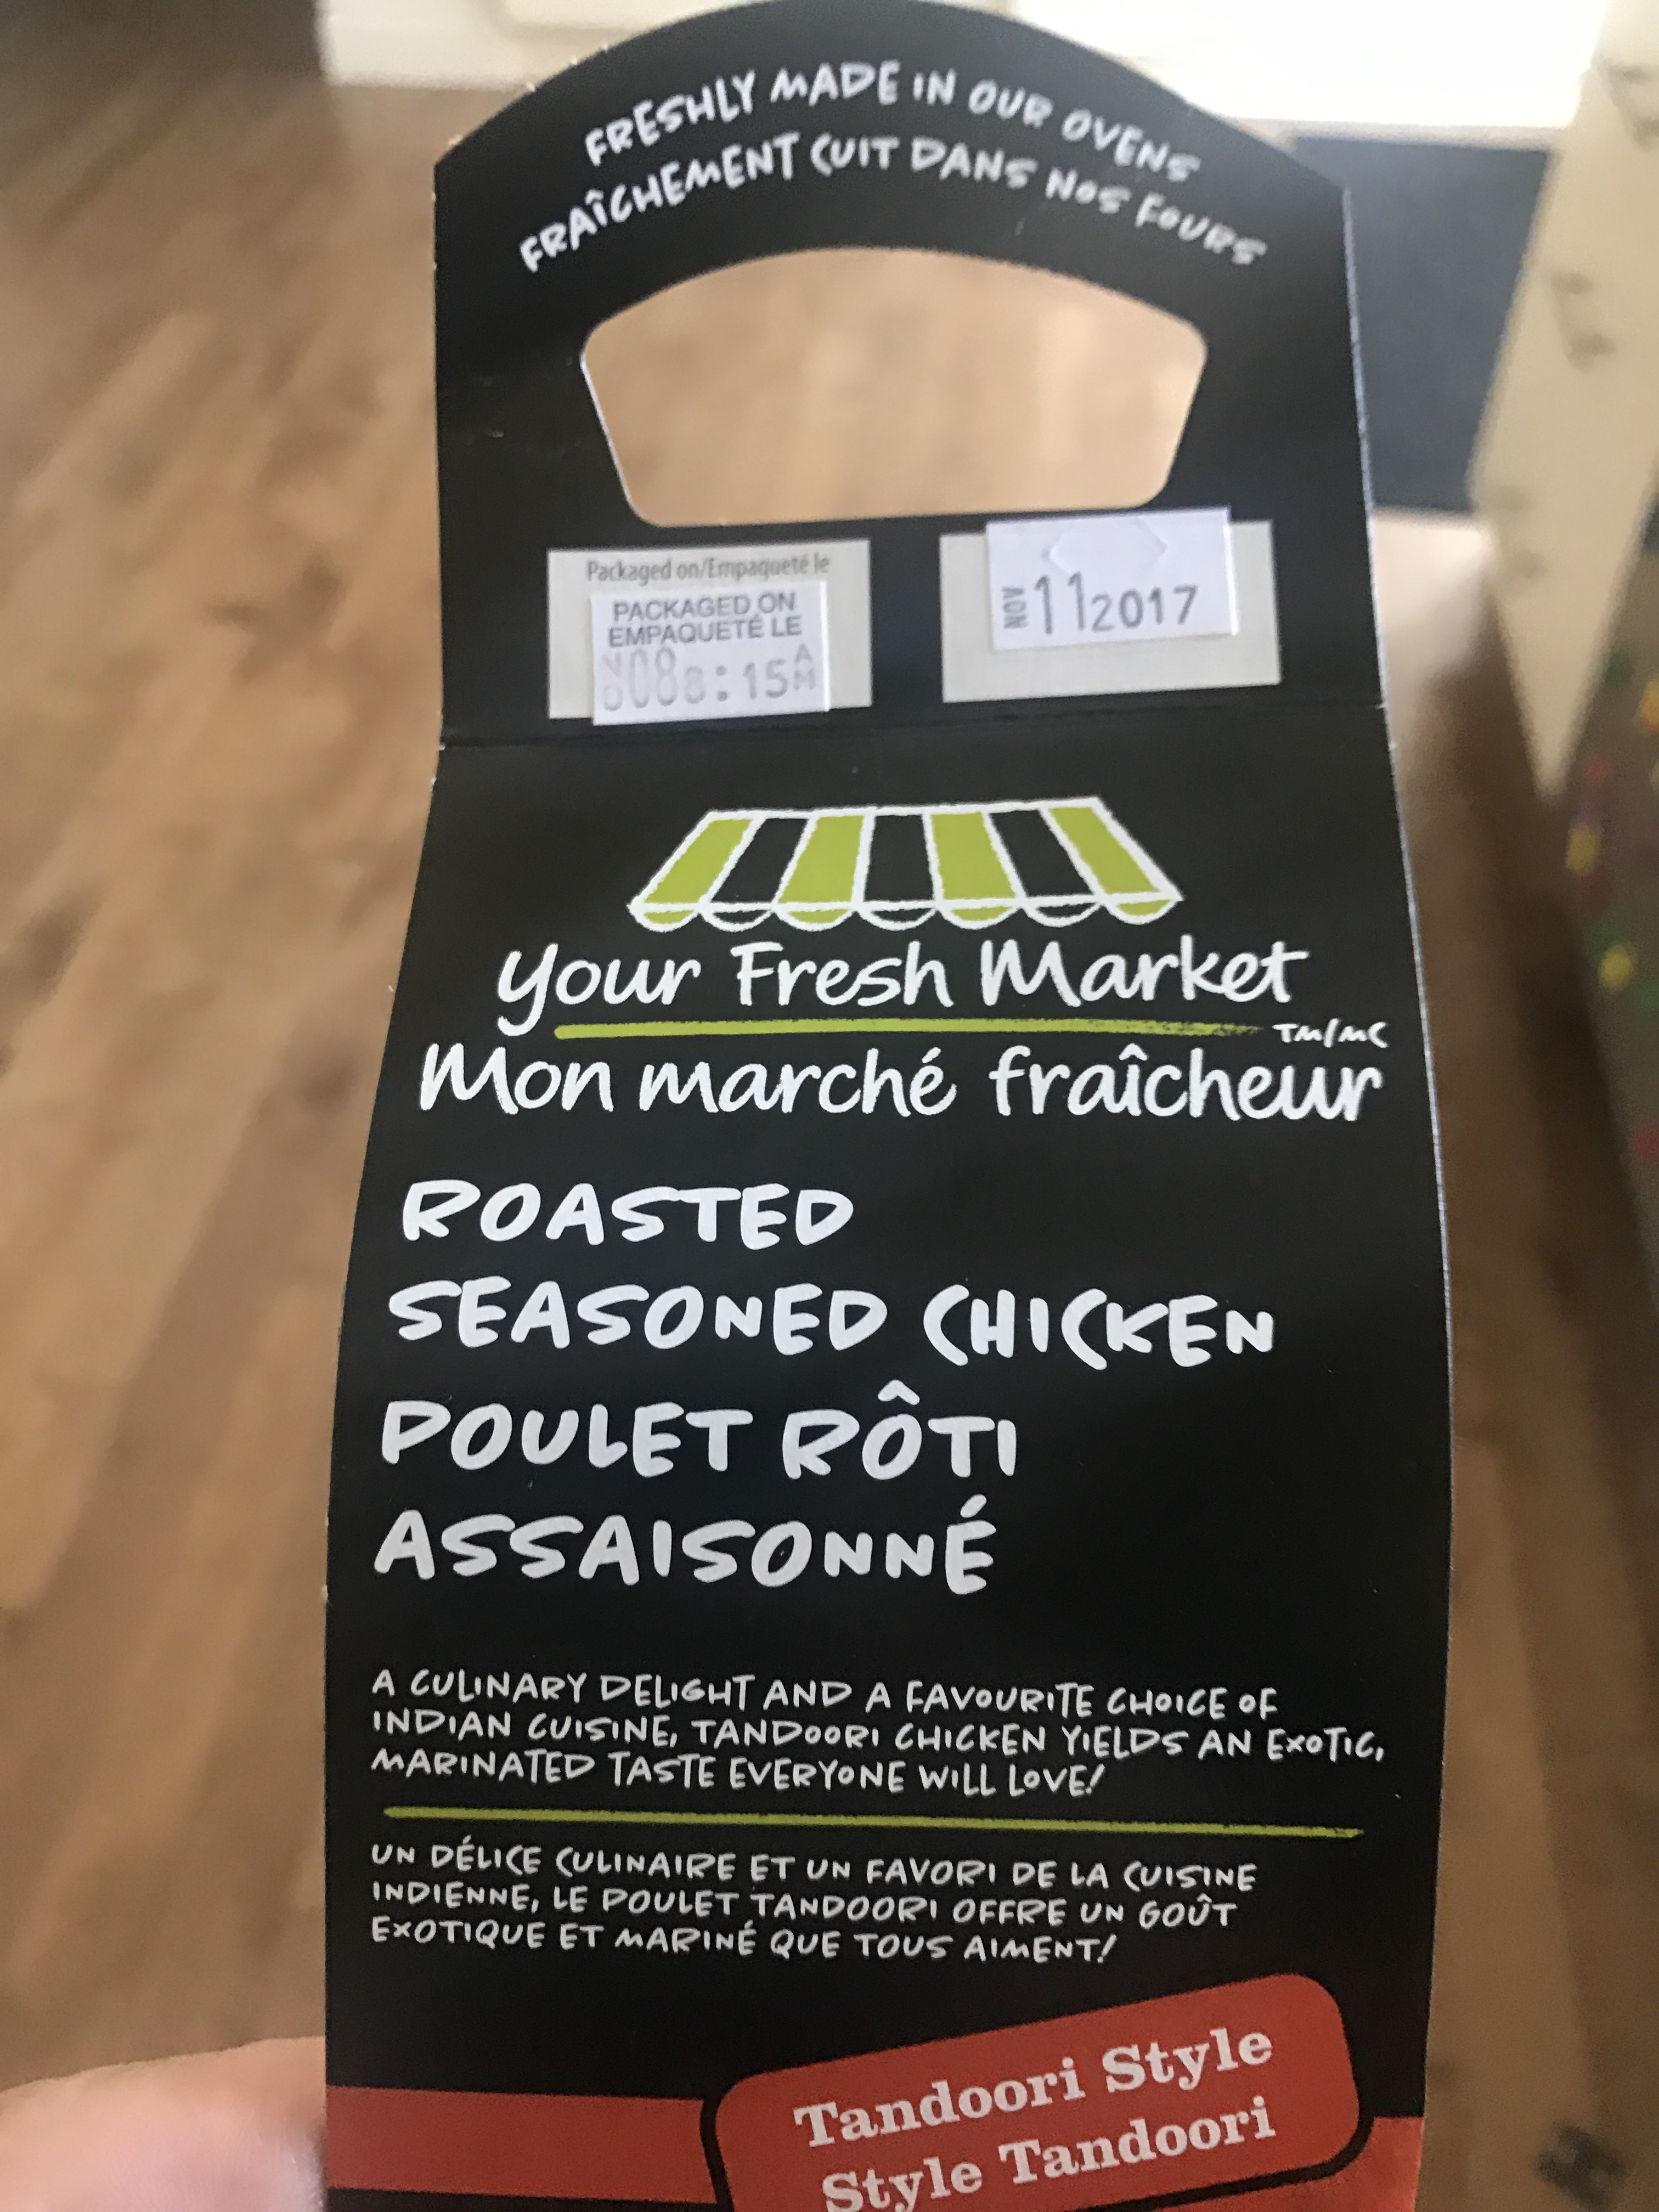 FRESHLY MADE IN OUR OVENS
FRAÎCHEMENT CUIT DANS NOS FOURS
Packaged on/Empaqueté le
PACKAGED ON
EMPAQUETÉ LE
NO 08 8:15 AM
NOV 11 2017
your Fresh Market
TM/MC
Mon marché fraîcheur
ROASTED
SEASONED CHICKEN
POULET RÔTI
ASSAISONNÉ
A CULINARY DELIGHT AND A FAVOURITE CHOICE OF
INDIAN CUISINE, TANDOORI CHICKEN YIELDS AN EXOTIC,
MARINATED TASTE EVERYONE WILL LOVE!
UN DÉLICE CULINAIRE ET UN FAVORI DE LA CUISINE
INDIENNE, LE POULET TANDOORI OFFRE UN GOÛT
EXOTIQUE ET MARINÉ QUE TOUS AIMENT!
Tandoori Style
Style Tandoori